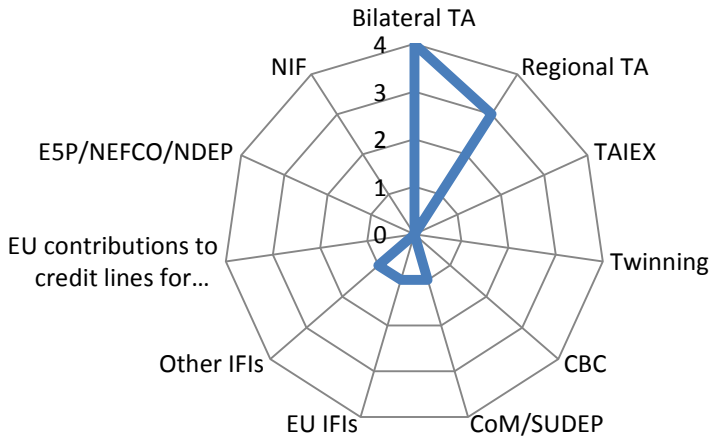 Bilateral TA
4
NIF
Regional TA
3
E5P/NEFCO/NDEP
2
TAIEX
1
0
EU contributions to
credit lines for…
Twinning
Other IFIs
CBC
EU IFIs
CoM/SUDEP